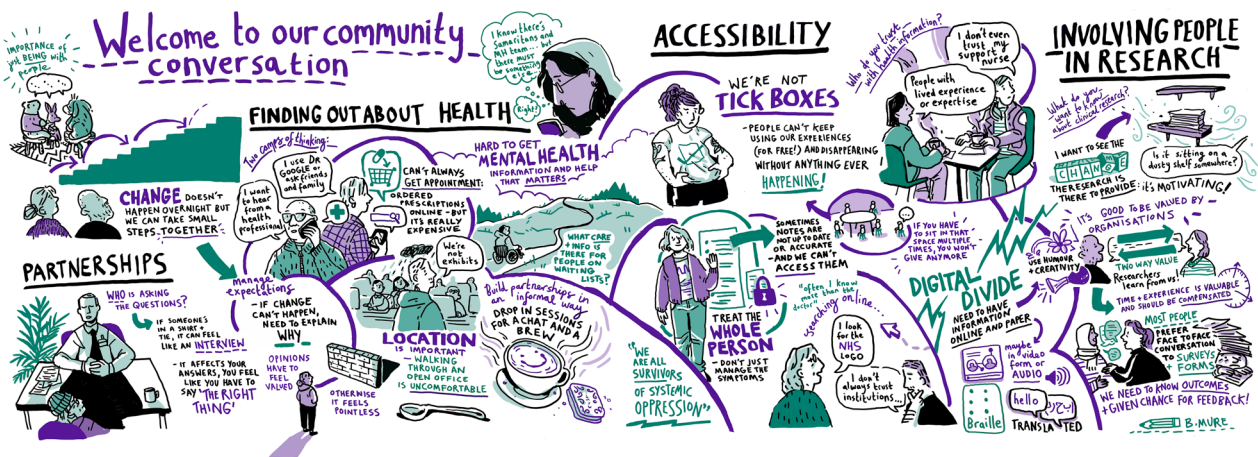 Welcome to our community
conversation
IMPORTANCE of
just BEING with
people
CHANGE DOESN'T
HAPPEN OVERNIGHT BUT
WE CAN TAKE SMALL
STEPS TOGETHER
PARTNERSHIPS
WHO IS ASKING
THE QUESTIONS?
IF SOMEONE'S
IN A SHIRT +
TIE, IT CAN FEEL
LIKE AN INTERVIEW
- IT AFFECTS YOUR
ANSWERS, YOU FEEL
LIKE YOU HAVE TO
SAY 'THE RIGHT
THING'
manage
expectations
- IF CHANGE
CAN'T HAPPEN,
NEED TO EXPLAIN
WHY
OPINIONS
HAVE TO
FEEL
VALUED
OTHERWISE
IT FEELS
POINTLESS
FINDING OUT ABOUT HEALTH
Two camps of thinking:
I want
to hear
from a
health
professional
I use Dr
GOOGLE or
ask friends
and family
CAN'T ALWAYS
GET APPOINTMENT:
ORDERED
PRESCRIPTIONS
ONLINE - BUT
IT'S REALLY
EXPENSIVE
We're
not
exhibits
LOCATION
IS IMPORTANT
- WALKING
THROUGH AN
OPEN OFFICE
IS UNCOMFORTABLE
Build partnerships in
an informal way
DROP IN SESSIONS
FOR A CHAT AND A
BREW
I know there's
Samaritans and
MH team... but
there must
be something
else...
Right?
HARD TO GET
MENTAL HEALTH
INFORMATION AND HELP
THAT MATTERS
WHAT CARE
+ INFO IS
THERE FOR
PEOPLE ON
WAITING
LISTS?
ACCESSIBILITY
WE'RE NOT
TICK BOXES
- PEOPLE CAN'T KEEP
USING OUR EXPERIENCES
(FOR FREE!) AND DISAPPEARING
WITHOUT ANYTHING EVER
HAPPENING!
Who do you trust
with health information?
People with
lived experience
or expertise
I don't even
trust my
support
nurse
SOMETIMES
NOTES ARE
NOT UP TO DATE
OR ACCURATE
- AND WE CAN'T
ACCESS THEM
IF YOU HAVE
TO SIT IN THAT
SPACE MULTIPLE
TIMES, YOU WON'T
GIVE ANYMORE
TREAT THE
WHOLE
PERSON
- DON'T JUST
MANAGE THE
SYMPTOMS
"often I know
more than the
doctor"
"WE
ARE ALL
SURVIVORS
OF SYSTEMIC
OPPRESSION"
searching online...
I look
for the
NHS
LOGO
I don't
always trust
institutions...
DIGITAL
DIVIDE
NEED TO HAVE
INFORMATION
ONLINE AND PAPER
maybe
in video
form or
AUDIO
Braille
hello
TRANSLATED
INVOLVING PEOPLE
IN RESEARCH
What do you
want to know
about clinical research?
I WANT TO SEE THE
CHANGE
THE RESEARCH IS
THERE TO PROVIDE-
it's MOTIVATING!
Is it sitting on a
dusty shelf somewhere?
IT'S GOOD TO BE VALUED BY
ORGANISATIONS
USE HUMOUR
+ CREATIVITY
TWO WAY VALUE
Researchers
learn from us!
TIME + EXPERIENCE IS VALUABLE
AND SHOULD BE COMPENSATED
MOST PEOPLE
PREFER
FACE TO FACE
CONVERSATION
TO SURVEYS
+ FORMS
WE NEED TO KNOW OUTCOMES
+ GIVEN CHANCE FOR FEEDBACK!
B.MURE